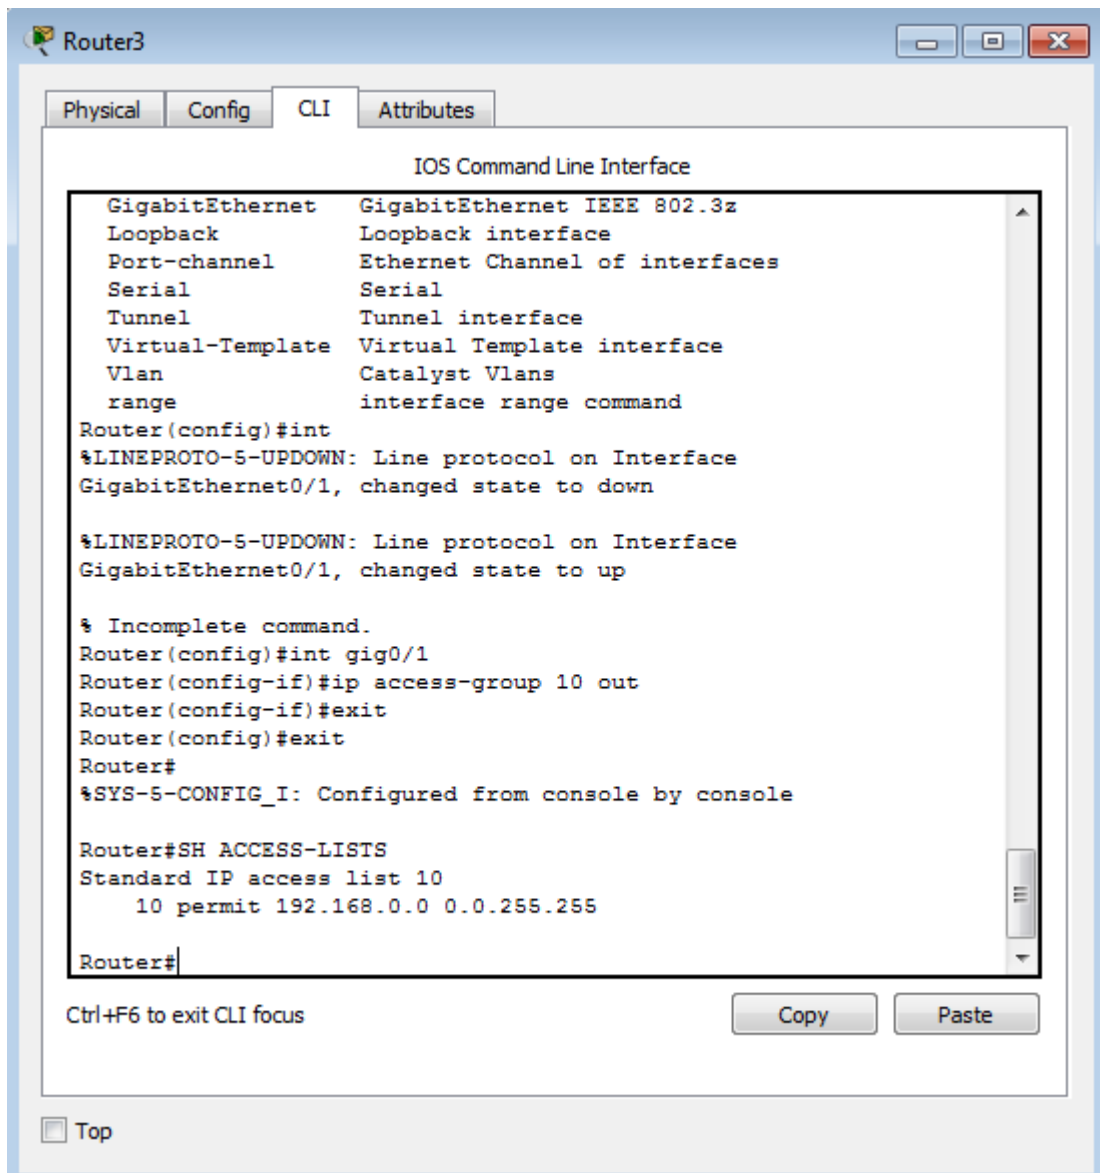 Router3
Physical Config CLI Attributes
IOS Command Line Interface
GigabitEthernet GigabitEthernet IEEE 802.3z
Loopback Loopback interface
Port-channel Ethernet Channel of interfaces
Serial Serial
Tunnel Tunnel interface
Virtual-Template Virtual Template interface
Vlan Catalyst Vlans
range interface range command
Router(config)#int
%LINEPROTO-5-UPDOWN: Line protocol on Interface
GigabitEthernet0/1, changed state to down
%LINEPROTO-5-UPDOWN: Line protocol on Interface
GigabitEthernet0/1, changed state to up
% Incomplete command.
Router(config)#int gig0/1
Router(config-if)#ip access-group 10 out
Router(config-if)#exit
Router(config)#exit
Router#
%SYS-5-CONFIG_I: Configured from console by console
Router#SH ACCESS-LISTS
Standard IP access list 10
10 permit 192.168.0.0 0.0.255.255
Router#
Ctrl+F6 to exit CLI focus
Copy Paste
Top